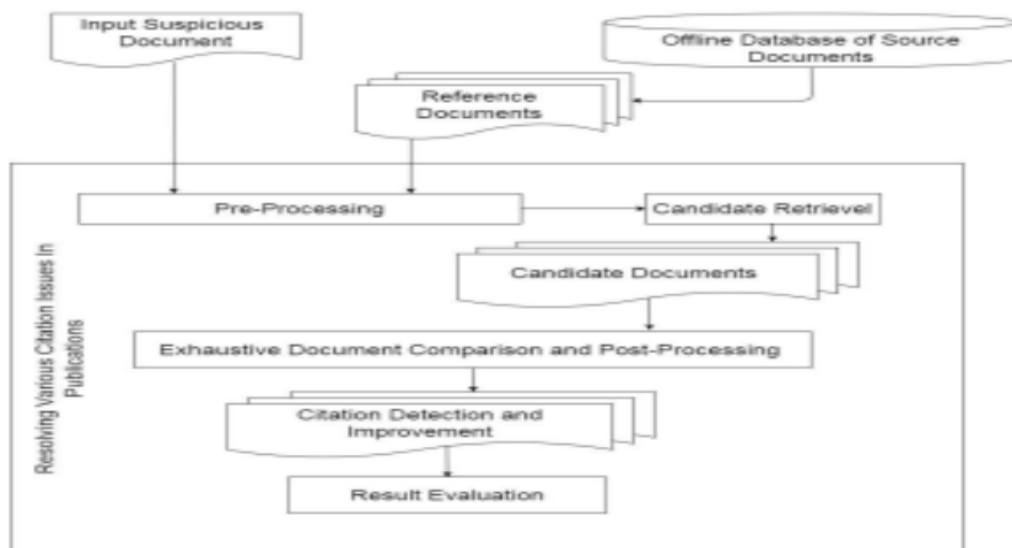 Input Suspicious
Document
Offline Database of Source
Documents
Reference
Documents
Pre-Processing
Candidate Retrievel
Candidate Documents
Exhaustive Document Comparison and Post-Processing
Citation Detection and
Improvement
Result Evaluation
Resolving Various Citation Issues In
Publications